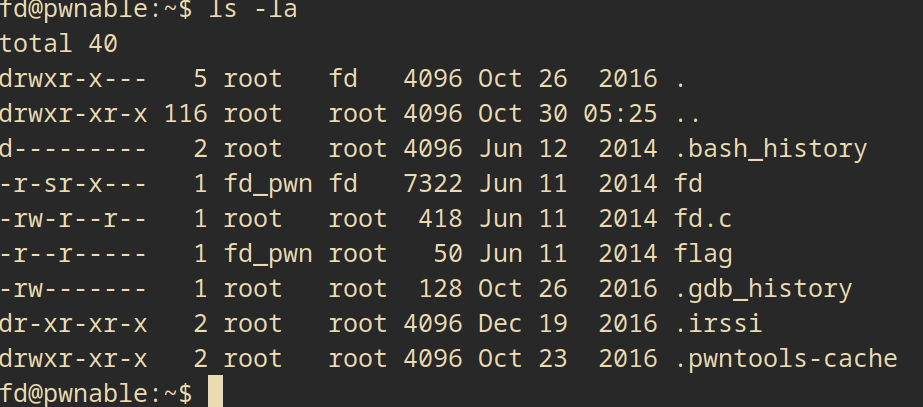 fd@pwnable:~$ ls -la
total 40
drwxr-x---   5 root   fd   4096 Oct 26  2016 .
drwxr-xr-x 116 root   root 4096 Oct 30 05:25 ..
d---------   2 root   root 4096 Jun 12  2014 .bash_history
-r-sr-x---   1 fd_pwn fd   7322 Jun 11  2014 fd
-rw-r--r--   1 root   root  418 Jun 11  2014 fd.c
-r--r-----   1 fd_pwn root   50 Jun 11  2014 flag
-rw-------   1 root   root  128 Oct 26  2016 .gdb_history
dr-xr-xr-x   2 root   root 4096 Dec 19  2016 .irssi
drwxr-xr-x   2 root   root 4096 Oct 23  2016 .pwntools-cache
fd@pwnable:~$